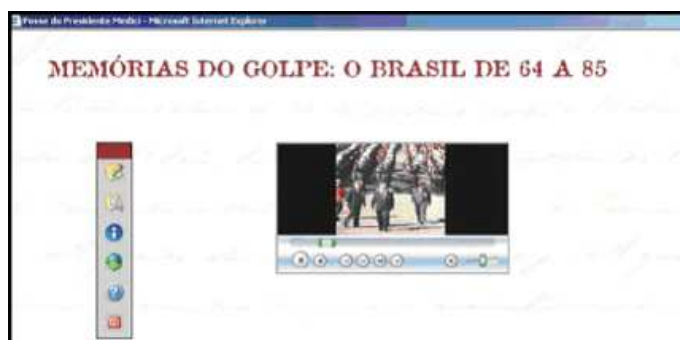 Posse do Presidente Medici - Microsoft Internet Explorer
MEMÓRIAS DO GOLPE: O BRASIL DE 64 A 85